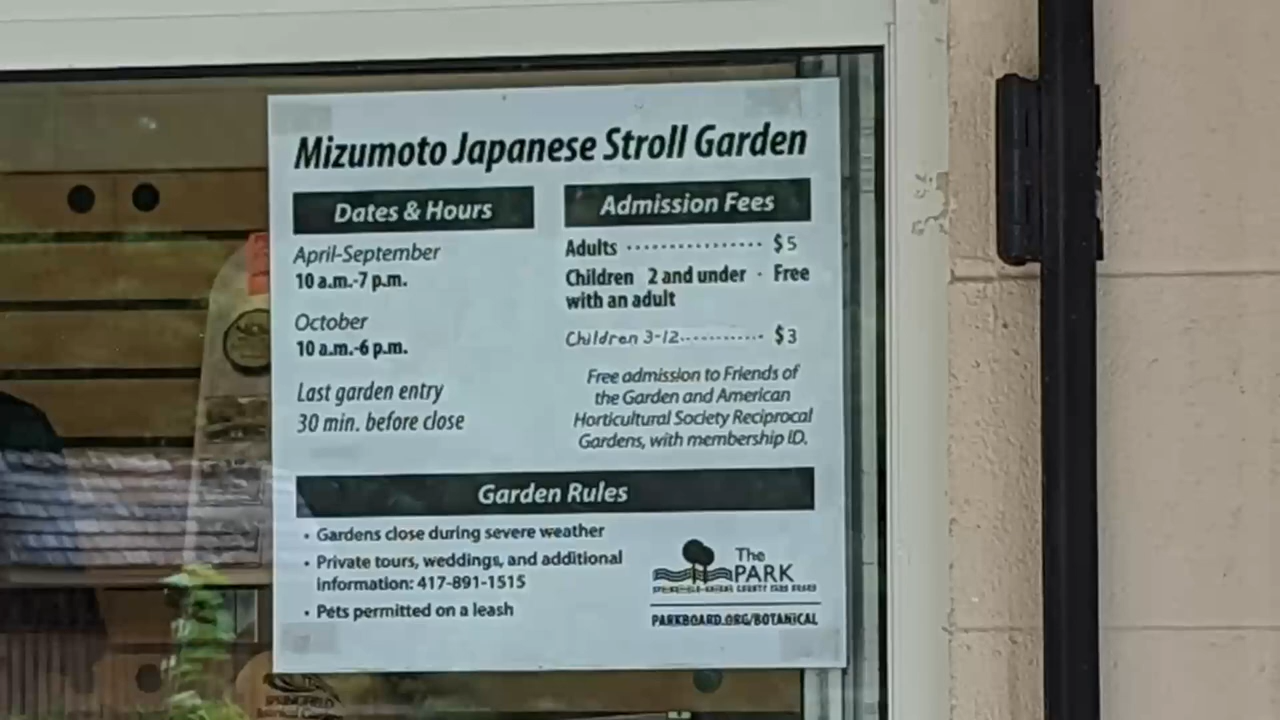 Mizumoto Japanese Stroll Garden
Dates & Hours
April-September
10 a.m.-7 p.m.
October
10 a.m.-6 p.m.
Last garden entry
30 min. before close
Admission Fees
Adults ················ $5
Children 2 and under · Free
with an adult
Children 3-12............ $3
Free admission to Friends of
the Garden and American
Horticultural Society Reciprocal
Gardens, with membership ID.
Garden Rules
• Gardens close during severe weather
• Private tours, weddings, and additional
information: 417-891-1515
• Pets permitted on a leash
The
PARK
COUNTY PARK BOARD
PARKBOARD.ORG/BOTANICAL
SPRINGFIELD